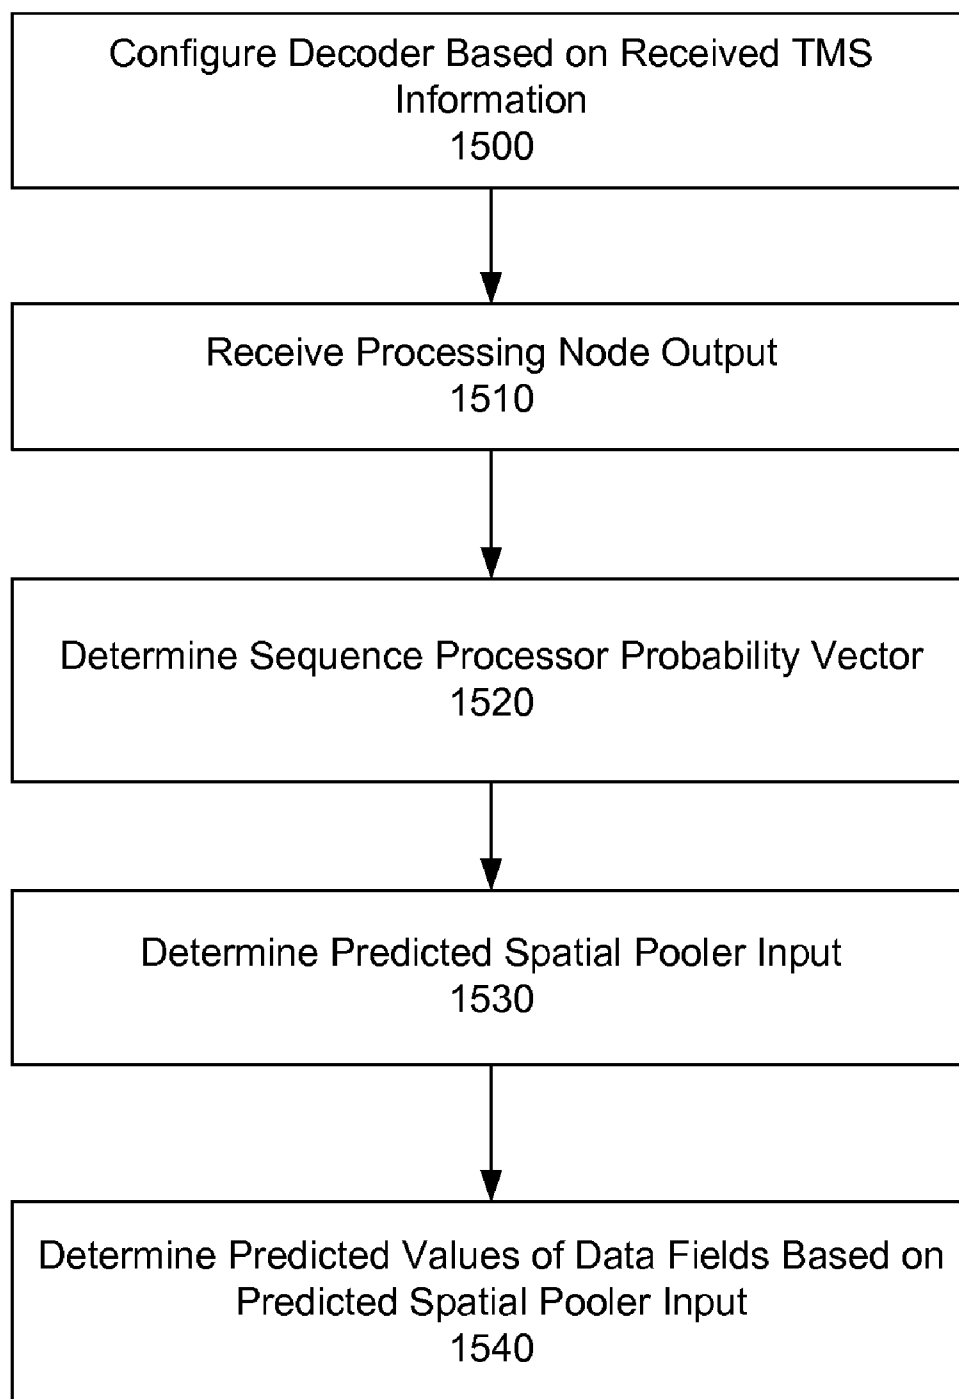 Configure Decoder Based on Received TMS
Information
1500
Receive Processing Node Output
1510
Determine Sequence Processor Probability Vector
1520
Determine Predicted Spatial Pooler Input
1530
Determine Predicted Values of Data Fields Based on
Predicted Spatial Pooler Input
1540